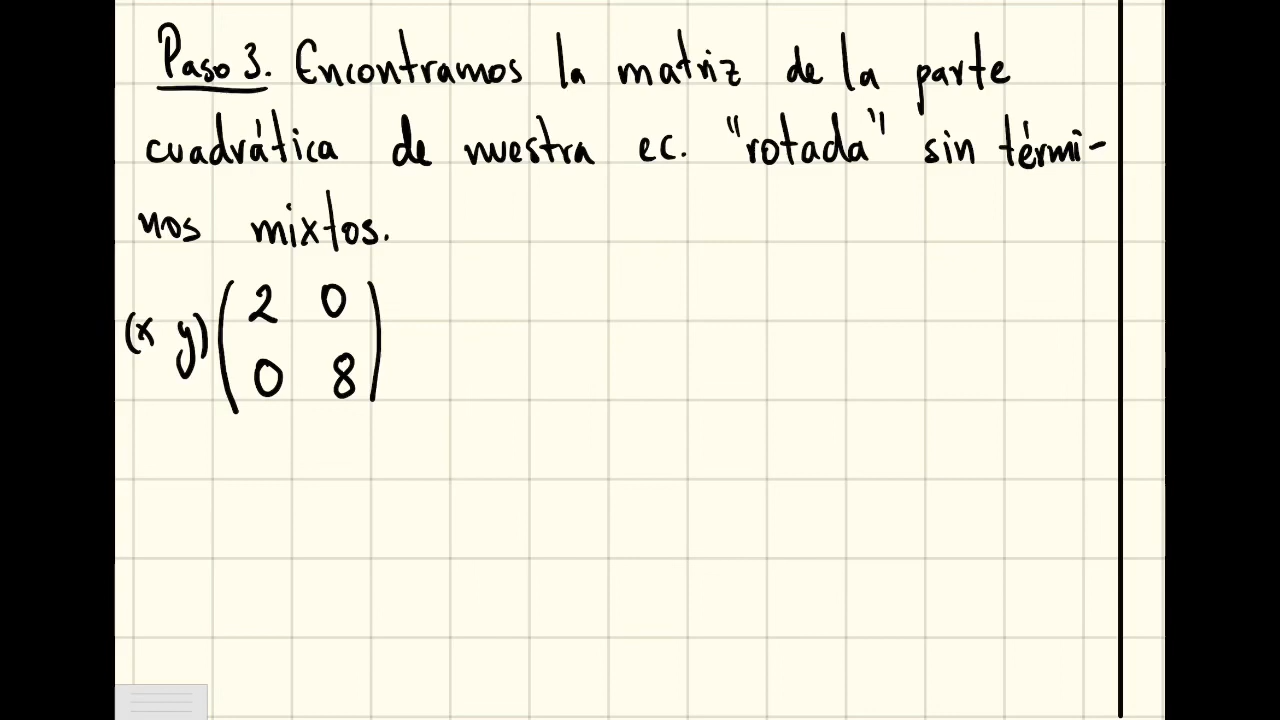 Paso 3. Encontramos la matriz de la parte
cuadrática de nuestra ec. "rotada" sin térmi-
nos mixtos.
(x y) ( 2 0
0 8 )